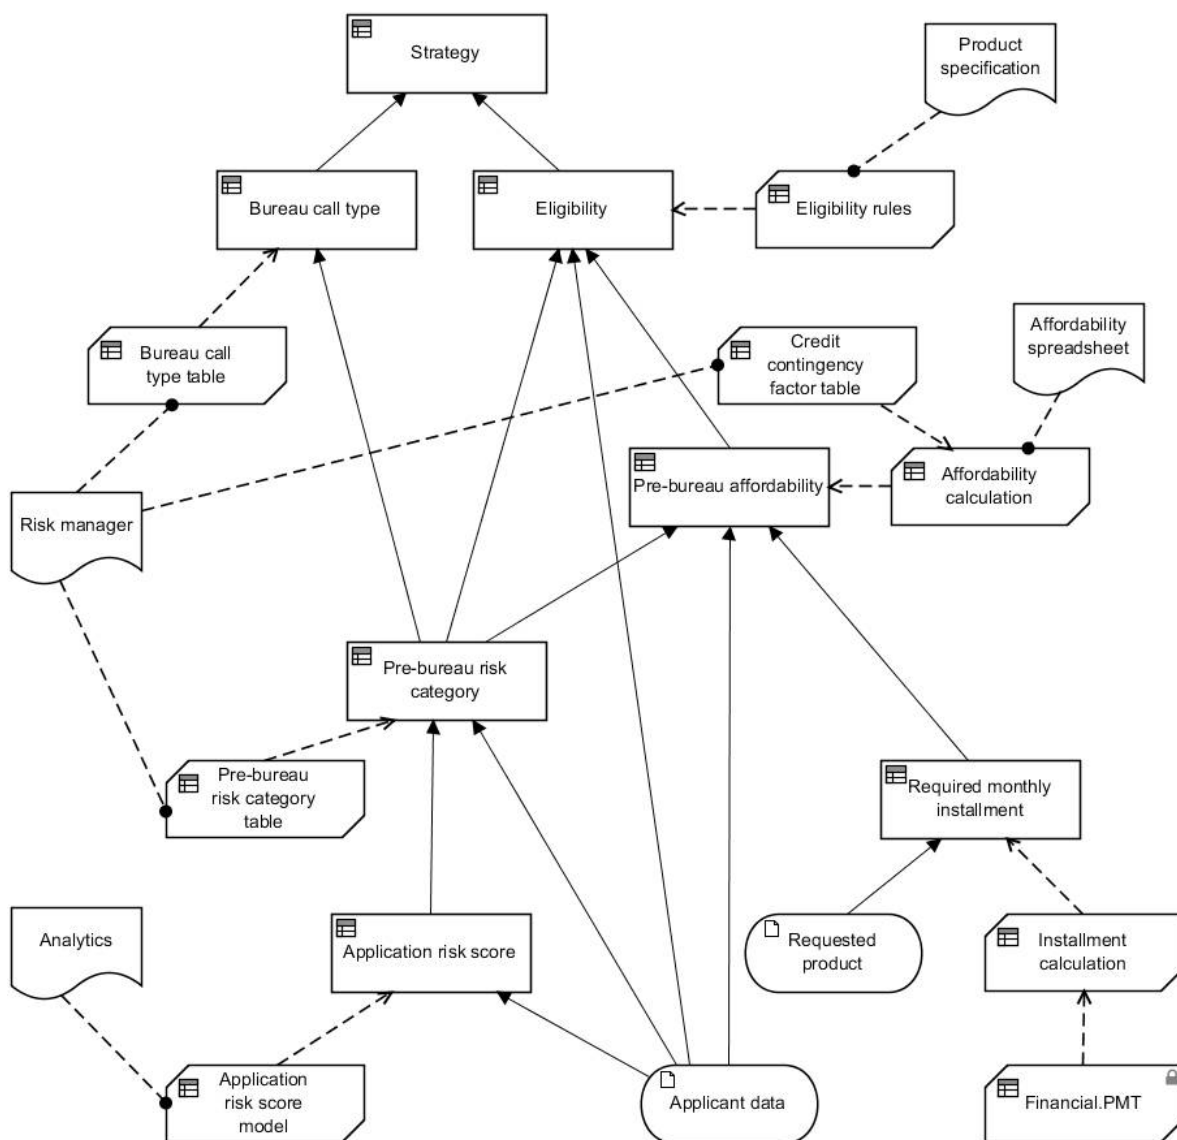 Strategy
Product
specification
Bureau call type
Eligibility
Eligibility rules
Bureau call
type table
Credit
contingency
factor table
Affordability
spreadsheet
Pre-bureau affordability
Affordability
calculation
Risk manager
Pre-bureau risk
category
Pre-bureau
risk category
table
Required monthly
installment
Analytics
Application risk score
Requested
product
Installment
calculation
Application
risk score
model
Applicant data
Financial.PMT